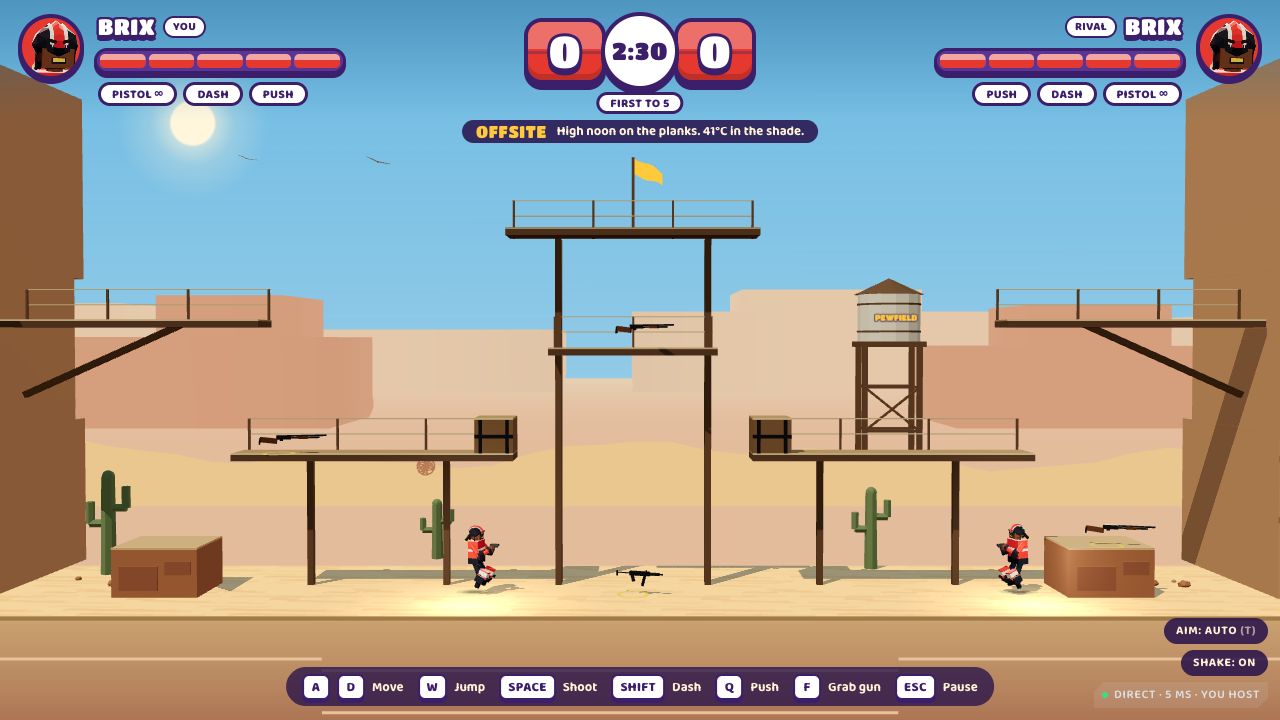 BRIX YOU
PISTOL ∞ DASH PUSH
0 2:30 0
FIRST TO 5
OFFSITE High noon on the planks. 41°C in the shade.
RIVAL BRIX
PUSH DASH PISTOL ∞
PEWFIELD
AIM: AUTO (T)
SHAKE: ON
A D Move W Jump SPACE Shoot SHIFT Dash Q Push F Grab gun ESC Pause
DIRECT · 5 MS · YOU HOST